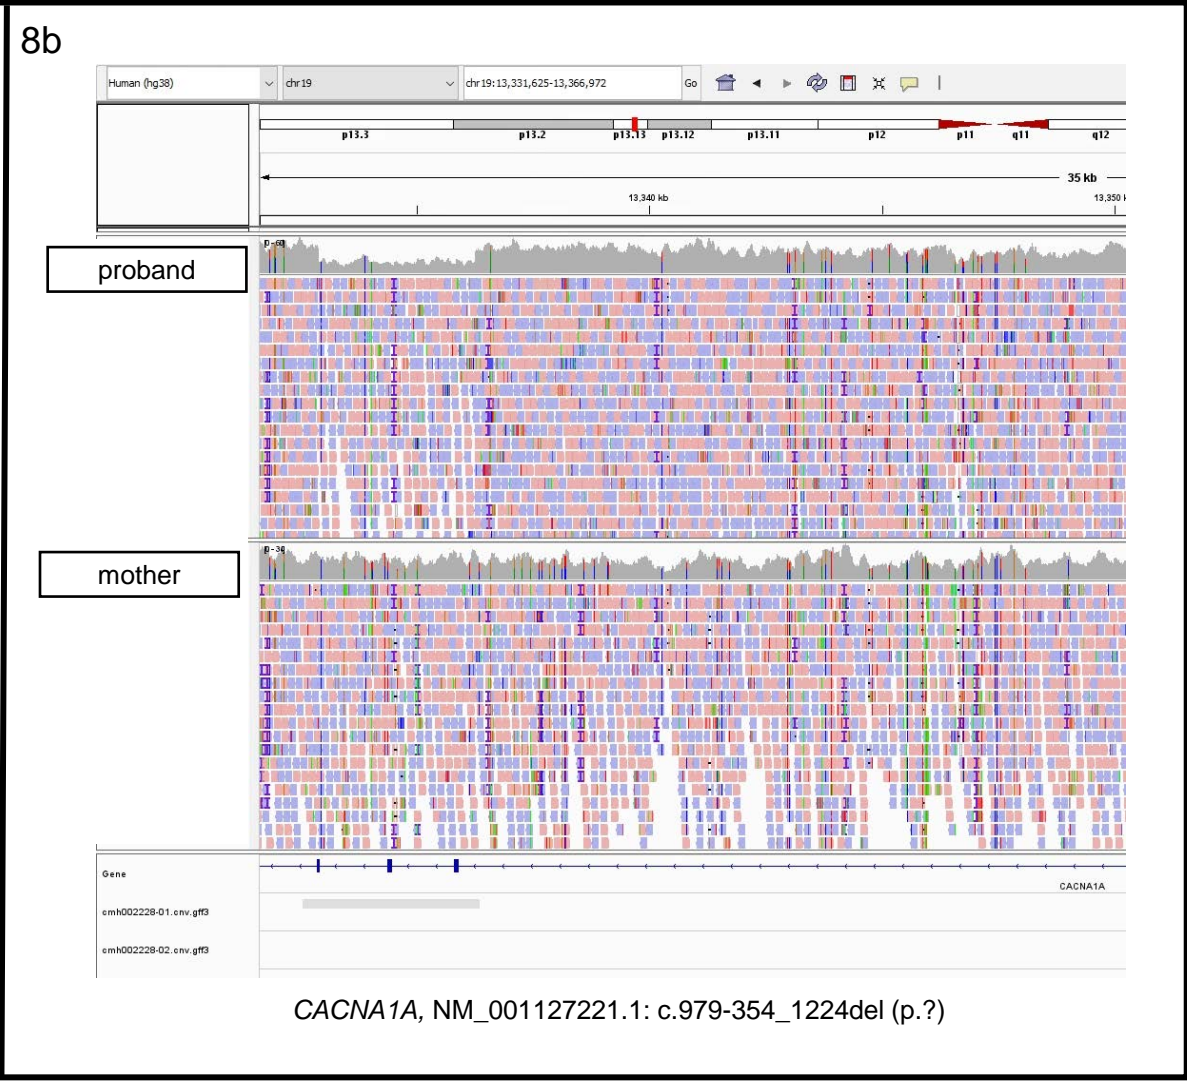 8b
Human (hg38) chr19 chr19:13,331,625-13,366,972 Go
p13.3 p13.2 p13.13 p13.12 p13.11 p12 p11 q11 q12
35 kb
13,340 kb 13,350 k
proband
mother
Gene
CACNA1A
cmh002228-01.cnv.gff3
cmh002228-02.cnv.gff3
CACNA1A, NM_001127221.1: c.979-354_1224del (p.?)